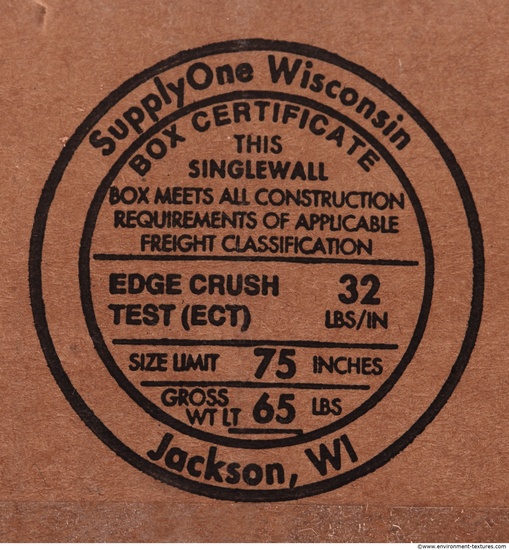 SupplyOne Wisconsin
BOX CERTIFICATE
THIS
SINGLEWALL
BOX MEETS ALL CONSTRUCTION
REQUIREMENTS OF APPLICABLE
FREIGHT CLASSIFICATION
EDGE CRUSH 32
TEST (ECT) LBS/IN
SIZE LIMIT 75 INCHES
GROSS
WT LT 65 LBS
Jackson, WI
©www.environment-textures.com